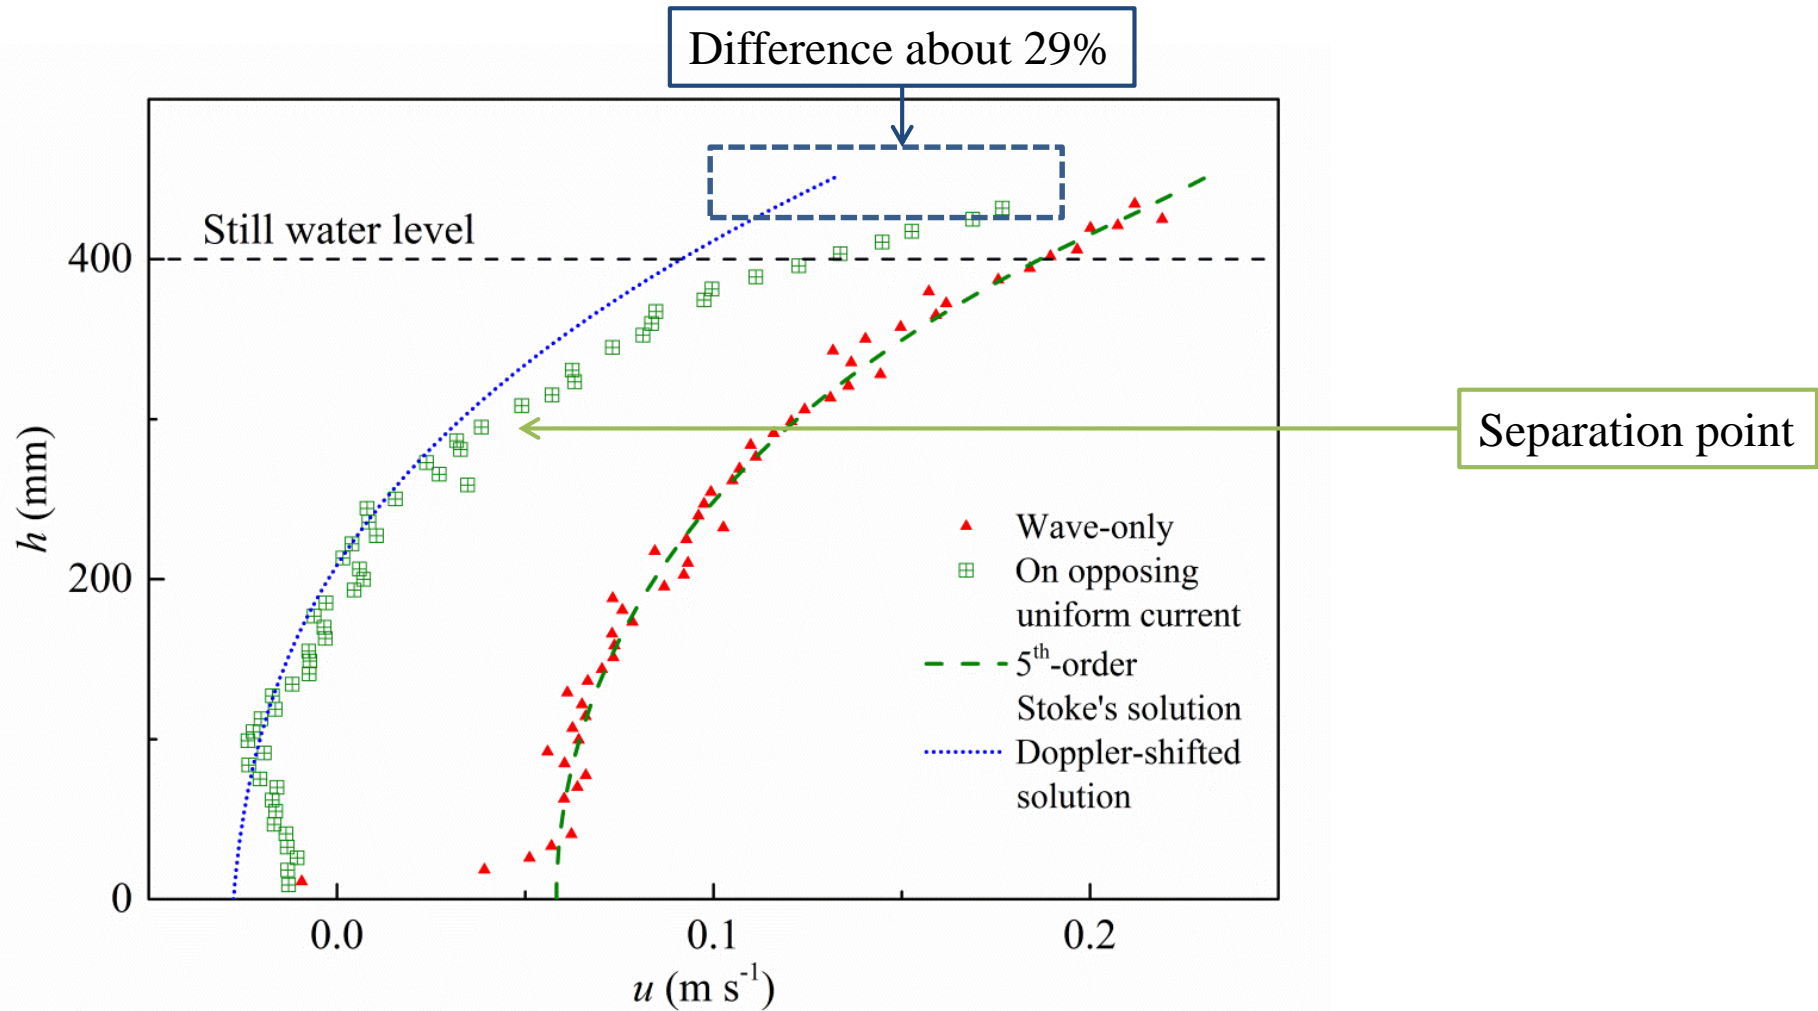 Difference about 29%
Still water level
400
200
0
h (mm)
Separation point
Wave-only
On opposing
uniform current
5th-order
Stoke's solution
Doppler-shifted
solution
0.0
0.1
0.2
u (m s-1)